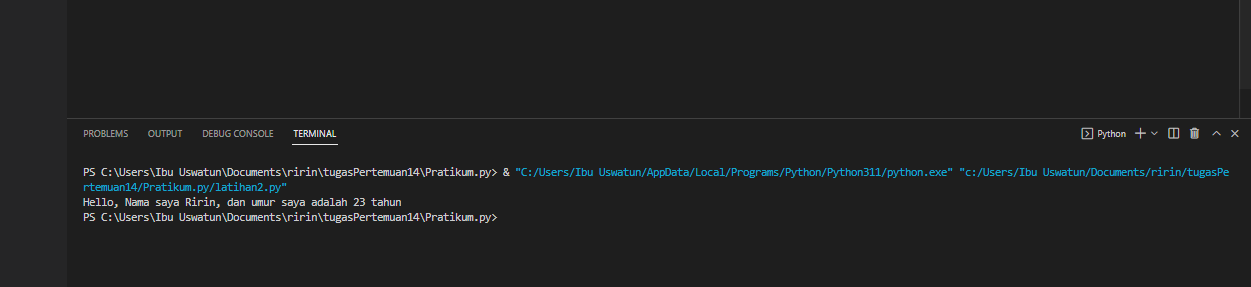 PROBLEMS OUTPUT DEBUG CONSOLE TERMINAL Python
PS C:\Users\Ibu Uswatun\Documents\ririn\tugasPertemuan14\Pratikum.py> & "C:/Users/Ibu Uswatun/AppData/Local/Programs/Python/Python311/python.exe" "c:/Users/Ibu Uswatun/Documents/ririn/tugasPe
rtemuan14/Pratikum.py/latihan2.py"
Hello, Nama saya Ririn, dan umur saya adalah 23 tahun
PS C:\Users\Ibu Uswatun\Documents\ririn\tugasPertemuan14\Pratikum.py>